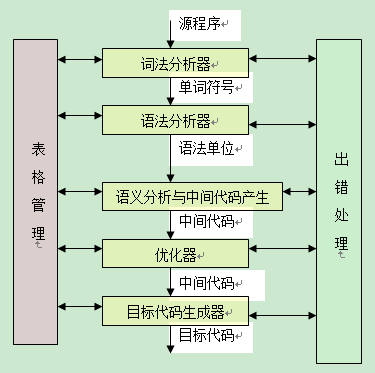 源程序
词法分析器
单词符号
语法分析器
语法单位
语义分析与中间代码产生
中间代码
优化器
中间代码
目标代码生成器
目标代码
表
格
管
理
出
错
处
理